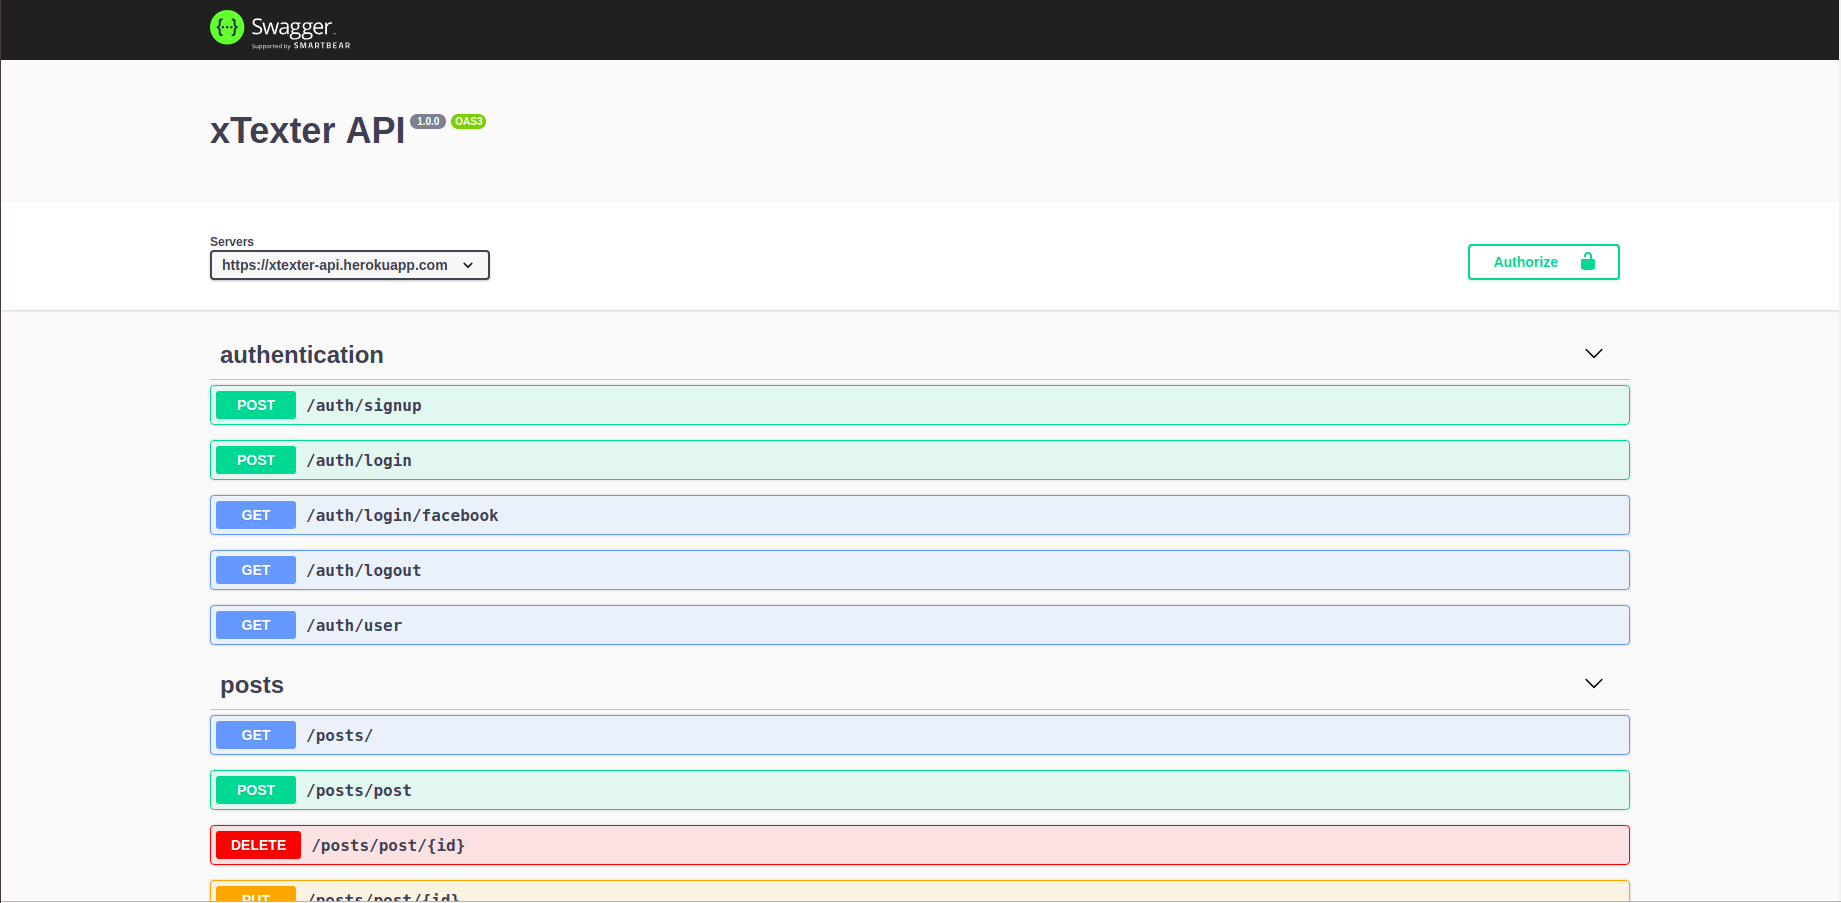 Swagger
Supported by SMARTBEAR
xTexter API 1.0.0 OAS3
Servers
https://xtexter-api.herokuapp.com
Authorize
authentication
POST /auth/signup
POST /auth/login
GET /auth/login/facebook
GET /auth/logout
GET /auth/user
posts
GET /posts/
POST /posts/post
DELETE /posts/post/{id}
PUT /posts/post/{id}